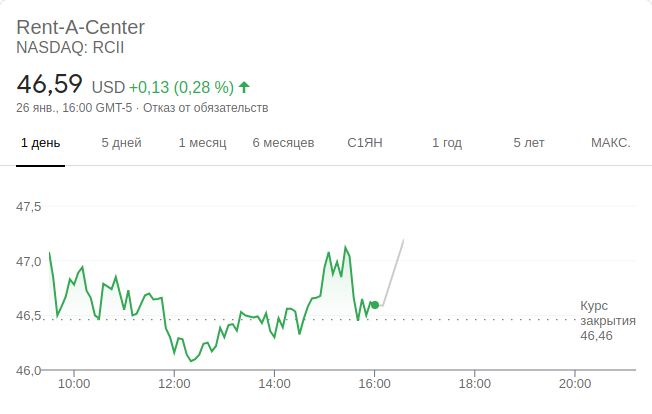 Rent-A-Center
NASDAQ: RCII
46,59 USD +0,13 (0,28 %)
26 янв., 16:00 GMT-5 · Отказ от обязательств
1 день 5 дней 1 месяц 6 месяцев С1ЯН 1 год 5 лет МАКС.
47,5
47,0
46,5
46,0
Курс
закрытия
46,46
10:00 12:00 14:00 16:00 18:00 20:00